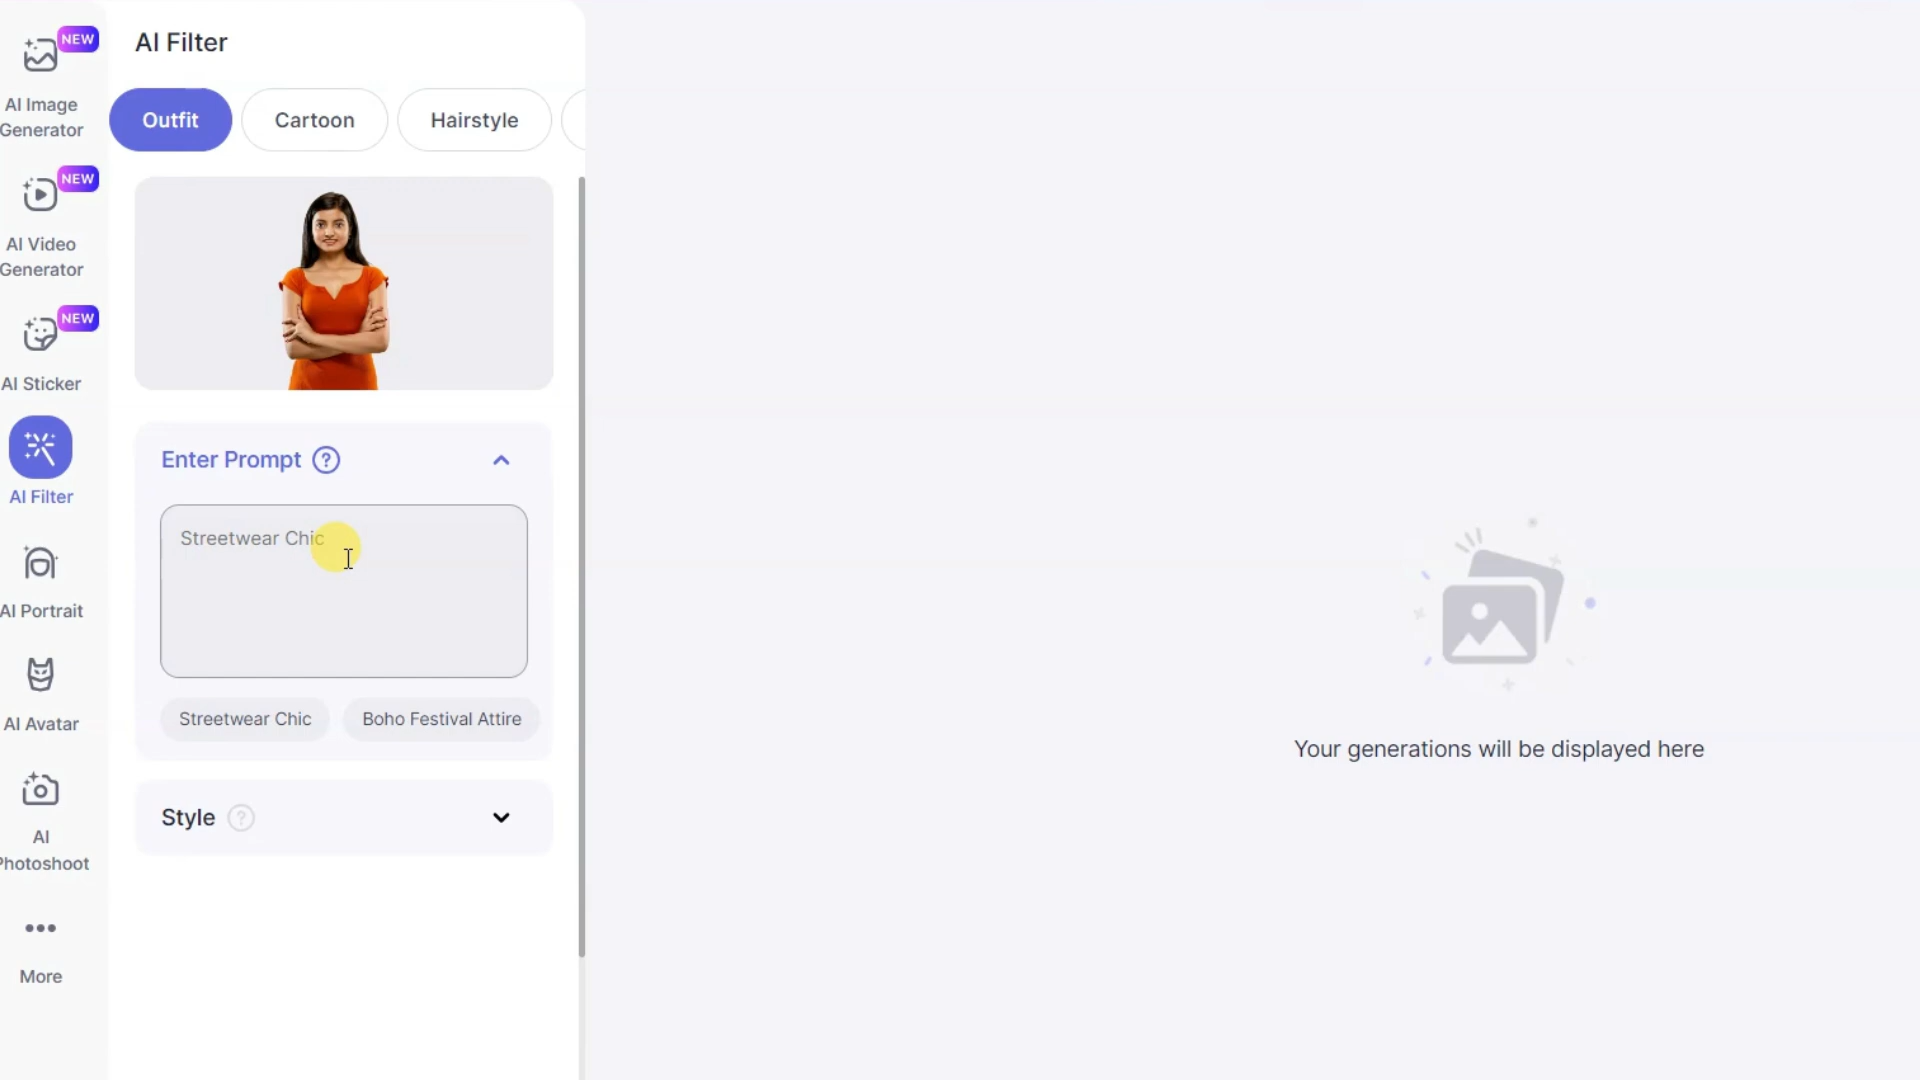 NEW
AI Image
Generator
NEW
AI Video
Generator
NEW
AI Sticker
AI Filter
AI Portrait
AI Avatar
AI
Photoshoot
More
AI Filter
Outfit
Cartoon
Hairstyle
Enter Prompt ?
Streetwear Chic
Streetwear Chic
Boho Festival Attire
Style ?
Your generations will be displayed here